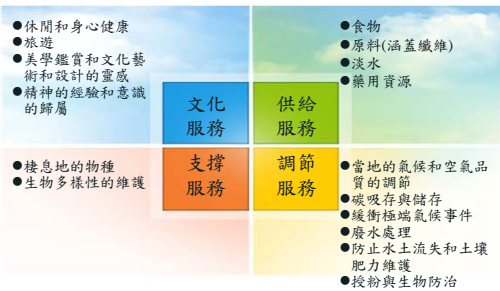 ●休閒和身心健康
●旅遊
●美學鑑賞和文化藝
術和設計的靈感
●精神的經驗和意識
的歸屬
●食物
●原料(涵蓋纖維)
●淡水
●藥用資源
文化
服務
供給
服務
支撐
服務
調節
服務
●棲息地的物種
●生物多樣性的維護
●當地的氣候和空氣品
質的調節
●碳吸存與儲存
●緩衝極端氣候事件
●廢水處理
●防止水土流失和土壤
肥力維護
●授粉與生物防治